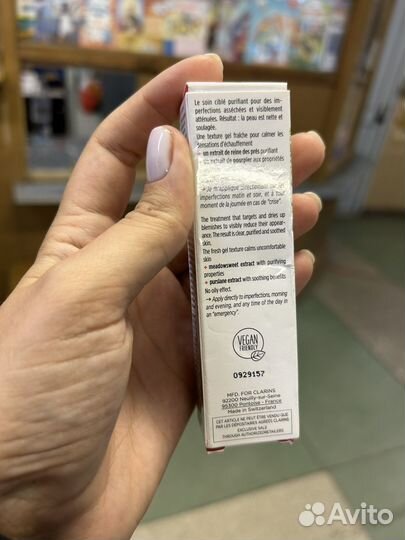 Le soin ciblé purifiant pour des im-
perfections asséchées et visiblement
atténuées. Résultat : la peau est nette et
soulagée.
Une texture gel fraîche pour calmer les
sensations d'échauffement
+ un extrait de reine des prés purifiant
+ un extrait de pourpier aux propriétés
Je m'applique directement sur les
imperfections matin et soir, et à tout
moment de la journée en cas de "crise".
The treatment that targets and dries up
blemishes to visibly reduce their appear-
ance. The result is clear, purified and soothed
skin.
The fresh gel texture calms uncomfortable
skin
+ meadowsweet extract with purifying
properties
+ purslane extract with soothing benefits
No oily effect.
→ Apply directly to imperfections, morning
and evening, and any time of the day in
an "emergency".
VEGAN
FRIENDLY
0929157
MFD. FOR CLARINS
92200 Neuilly-sur-Seine
95300 Pontoise - France
Made in Switzerland
CET ARTICLE NE PEUT ÊTRE VENDU QUE
PAR LES DÉPOSITAIRES AGRÉÉS CLARINS
EXCLUSIVE SALE
THROUGH AUTHORIZED RETAILERS
Avito